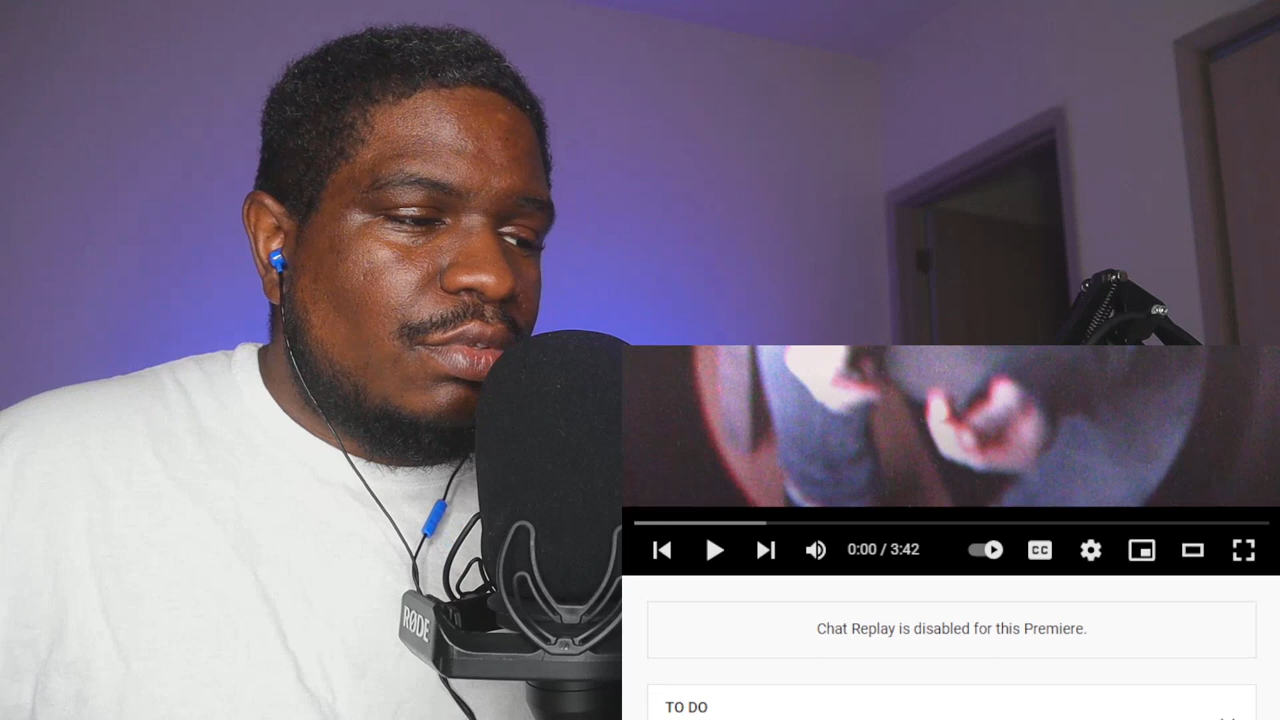 RØDE
0:00 / 3:42
CC
Chat Replay is disabled for this Premiere.
TO DO